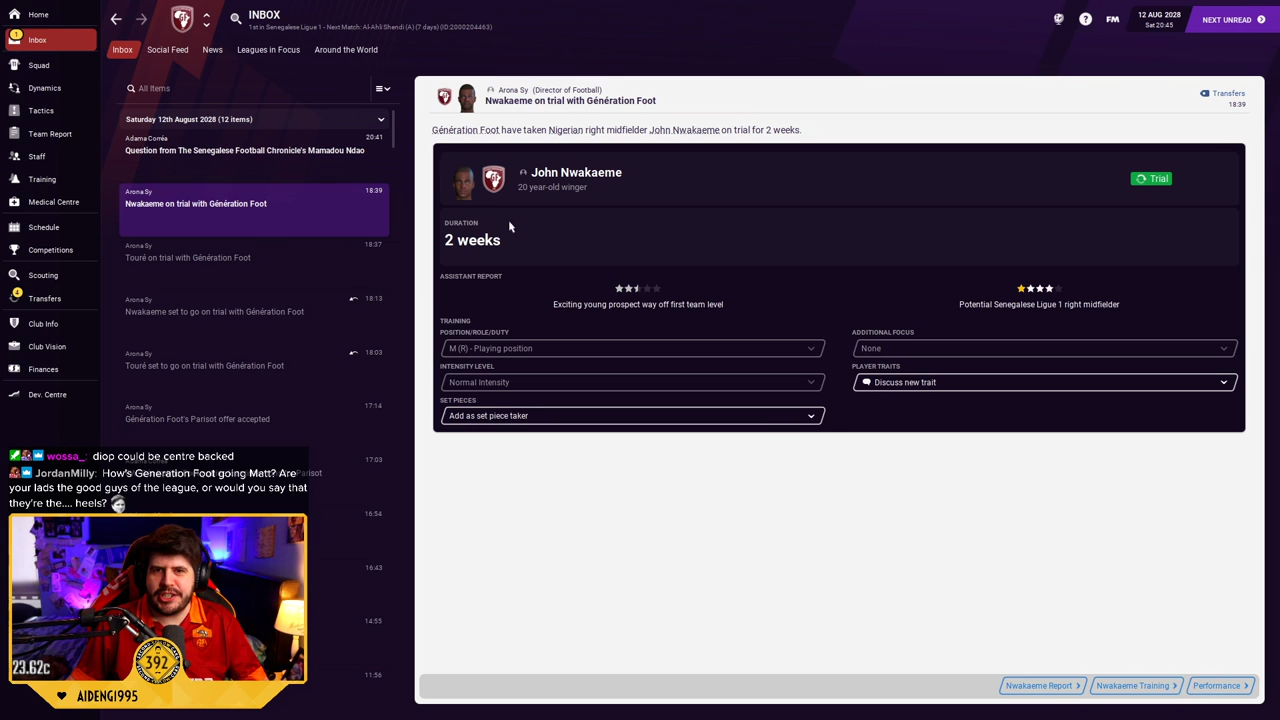 Home
INBOX
1st in Senegalese Ligue 1 - Next Match: Al-Ahli Shendi (A) (7 days) (ID:2000204463)
FM
12 AUG 2028
Sat 20:45
NEXT UNREAD
1
Inbox
Squad
Dynamics
Tactics
Team Report
Staff
Training
Medical Centre
Schedule
Competitions
Scouting
4
Transfers
Club Info
Club Vision
Finances
Dev. Centre
Inbox Social Feed News Leagues in Focus Around the World
All Items
Saturday 12th August 2028 (12 items)
Adama Corréa 20:41
Question from The Senegalese Football Chronicle's Mamadou Ndao
Arona Sy 18:39
Nwakaeme on trial with Génération Foot
Arona Sy 18:37
Touré on trial with Génération Foot
Arona Sy 18:13
Nwakaeme set to go on trial with Génération Foot
Arona Sy 18:03
Touré set to go on trial with Génération Foot
Arona Sy 17:14
Génération Foot's Parisot offer accepted
17:03
Parisot
16:54
16:43
14:55
11:56
Arona Sy (Director of Football)
Nwakaeme on trial with Génération Foot
Transfers
18:39
Génération Foot have taken Nigerian right midfielder John Nwakaeme on trial for 2 weeks.
John Nwakaeme
20 year-old winger
Trial
DURATION
2 weeks
ASSISTANT REPORT
Exciting young prospect way off first team level
Potential Senegalese Ligue 1 right midfielder
TRAINING
POSITION/ROLE/DUTY
M (R) - Playing position
ADDITIONAL FOCUS
None
INTENSITY LEVEL
Normal Intensity
PLAYER TRAITS
Discuss new trait
SET PIECES
Add as set piece taker
Nwakaeme Report
Nwakaeme Training
Performance
wossa_: diop could be centre backed
JordanMilly: How's Generation Foot going Matt? Are
your lads the good guys of the league, or would you say that
they're the.... heels?
23.62c
392
AIDENG1995